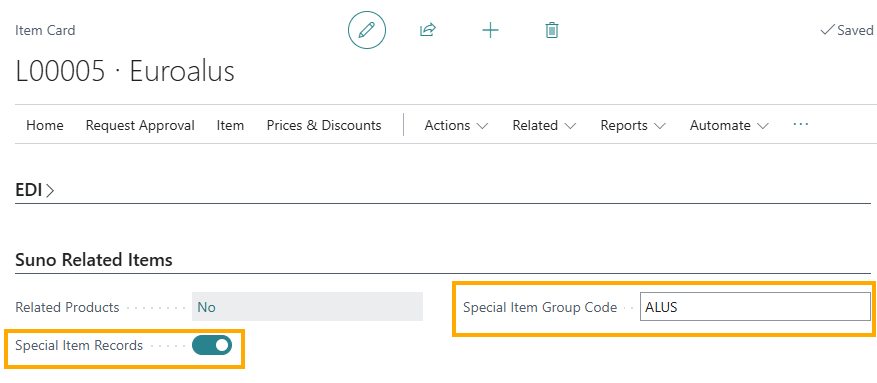 Item Card
Saved
L00005 · Euroalus
Home Request Approval Item Prices & Discounts Actions Related Reports Automate ...
EDI
Suno Related Items
Related Products No
Special Item Group Code ALUS
Special Item Records